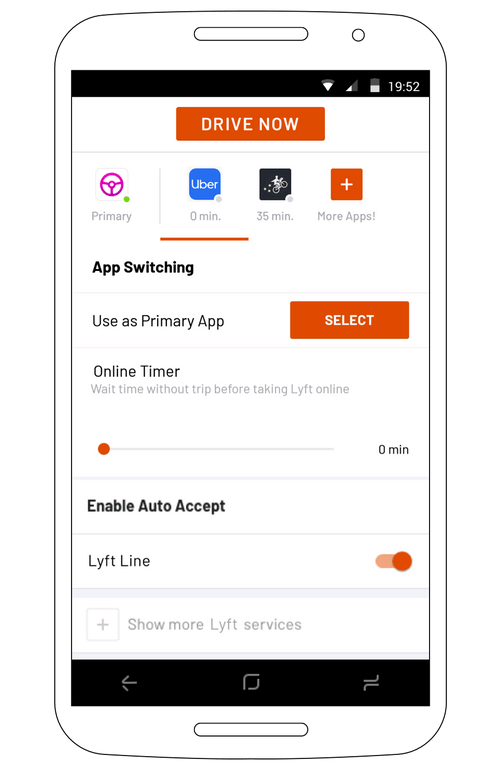 19:52
DRIVE NOW
Uber
Primary
0 min.
35 min.
More Apps!
App Switching
Use as Primary App
SELECT
Online Timer
Wait time without trip before taking Lyft online
0 min
Enable Auto Accept
Lyft Line
Show more Lyft services